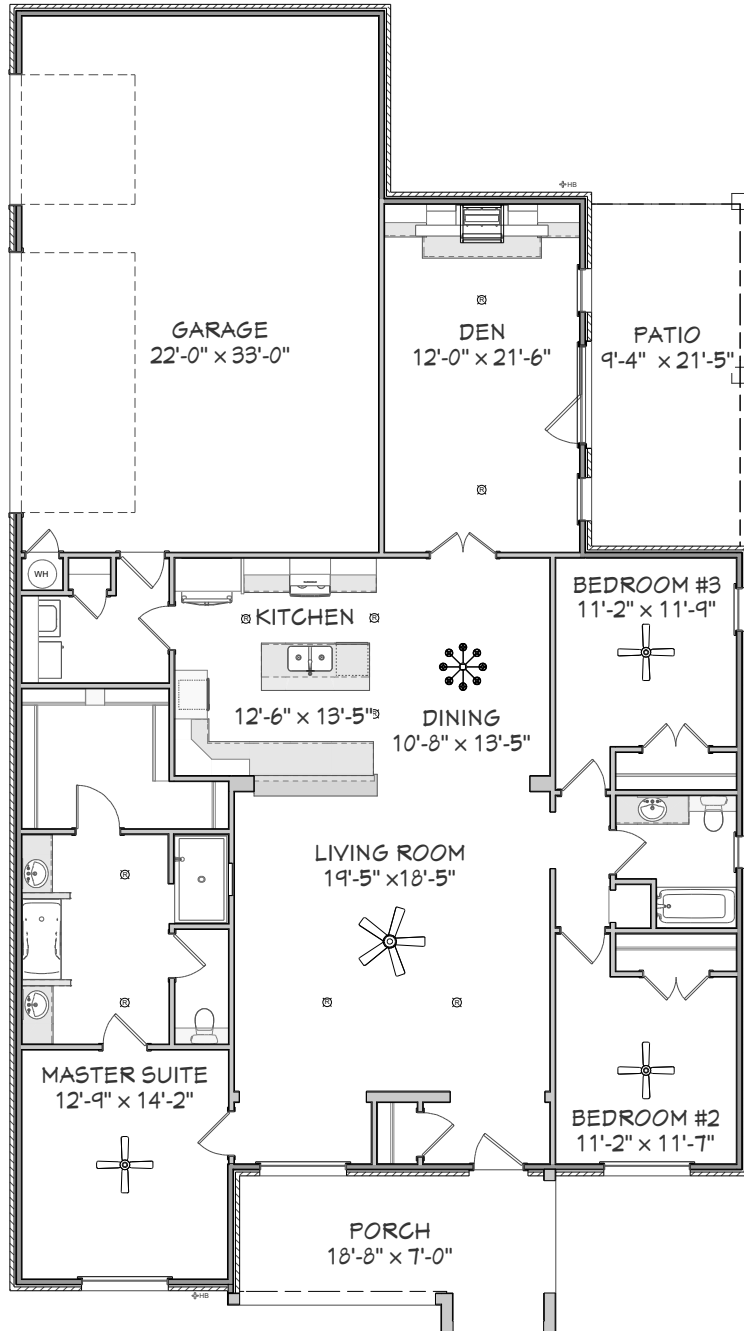 HB
GARAGE
22'-0" x 33'-0"
DEN
12'-0" x 21'-6"
PATIO
9'-4" x 21'-5"
R
R
WH
KITCHEN
R
R
12'-6" x 13'-5"
R
DINING
10'-8" x 13'-5"
BEDROOM #3
11'-2" x 11'-9"
LIVING ROOM
19'-5" x18'-5"
R
R
R
R
MASTER SUITE
12'-9" x 14'-2"
BEDROOM #2
11'-2" x 11'-7"
PORCH
18'-8" x 7'-0"
HB